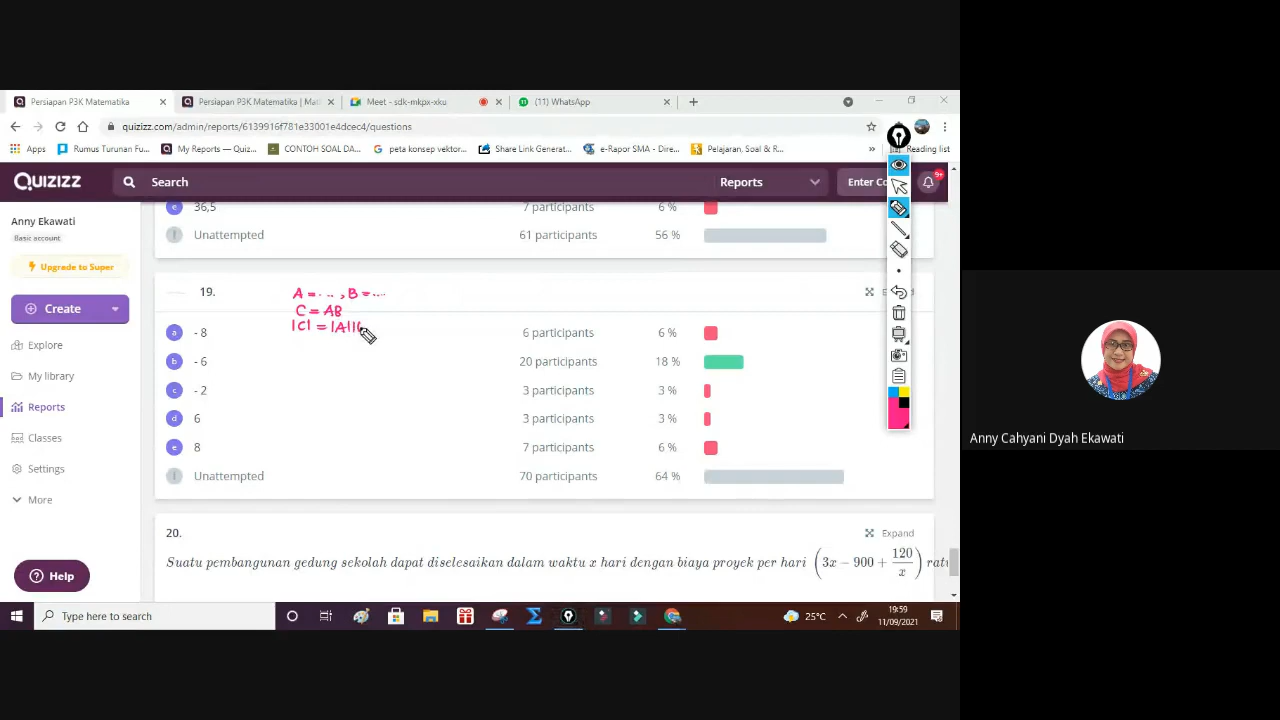 Persiapan P3K Matematika
Persiapan P3K Matematika | Mat
Meet - sdk-mkpx-xku
(11) WhatsApp
quizizz.com/admin/reports/6139916f781e33001e4dcec4/questions
Apps
Rumus Turunan Fu...
My Reports — Quiz...
CONTOH SOAL DA...
peta konsep vektor...
Share Link Generat...
e-Rapor SMA - Dire...
Pelajaran, Soal & R...
»
Reading list
QUIZIZZ
Search
Reports
Enter Co
9+
Anny Ekawati
Basic account
Upgrade to Super
Create
Explore
My library
Reports
Classes
Settings
More
Help
e 36,5 7 participants 6 %
Unattempted 61 participants 56 %
19.
A = ... , B = ...
C = AB
|C| = |A||
a - 8 6 participants 6 %
b - 6 20 participants 18 %
c - 2 3 participants 3 %
d 6 3 participants 3 %
e 8 7 participants 6 %
Unattempted 70 participants 64 %
20.
Expand
Suatu pembangunan gedung sekolah dapat diselesaikan dalam waktu x hari dengan biaya proyek per hari (3x − 900 + 120/x) ratu
Type here to search
25°C
19:59
11/09/2021
Anny Cahyani Dyah Ekawati